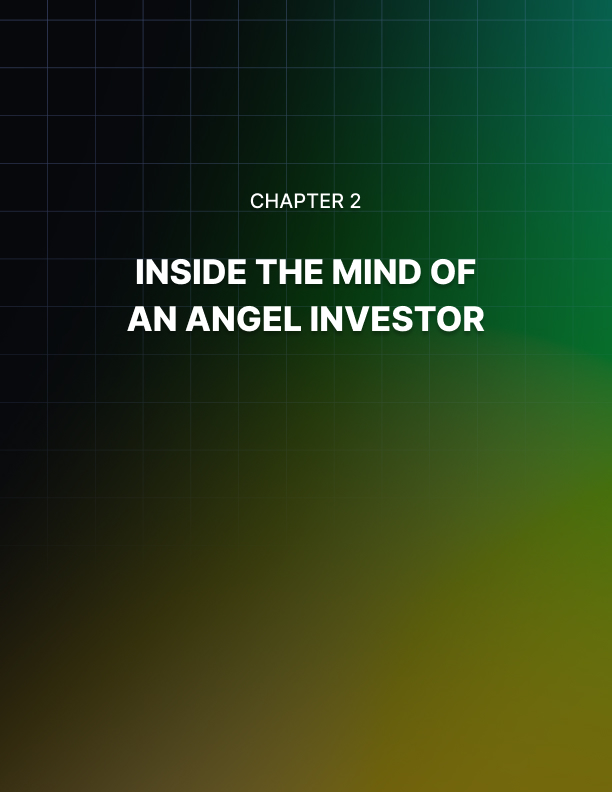 CHAPTER 2
INSIDE THE MIND OF
AN ANGEL INVESTOR